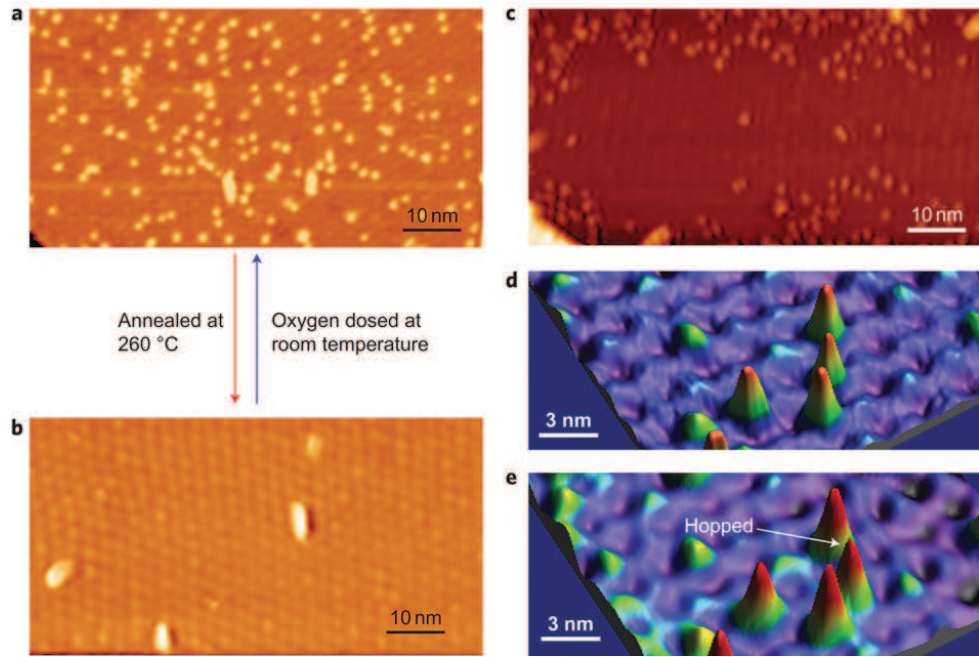 a
10 nm
Annealed at
260 °C
Oxygen dosed at
room temperature
b
10 nm
c
10 nm
d
3 nm
e
Hopped
3 nm